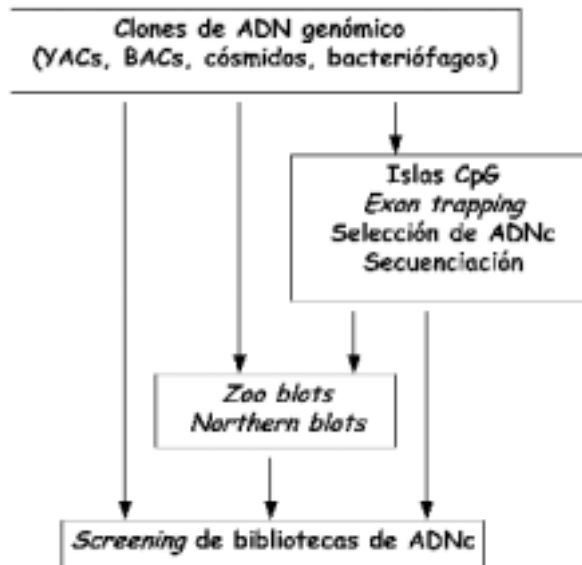 Clones de ADN genómico
(YACs, BACs, cósmidos, bacteriófagos)
Islas CpG
Exon trapping
Selección de ADNc
Secuenciación
Zoo blots
Northern blots
Screening de bibliotecas de ADNc